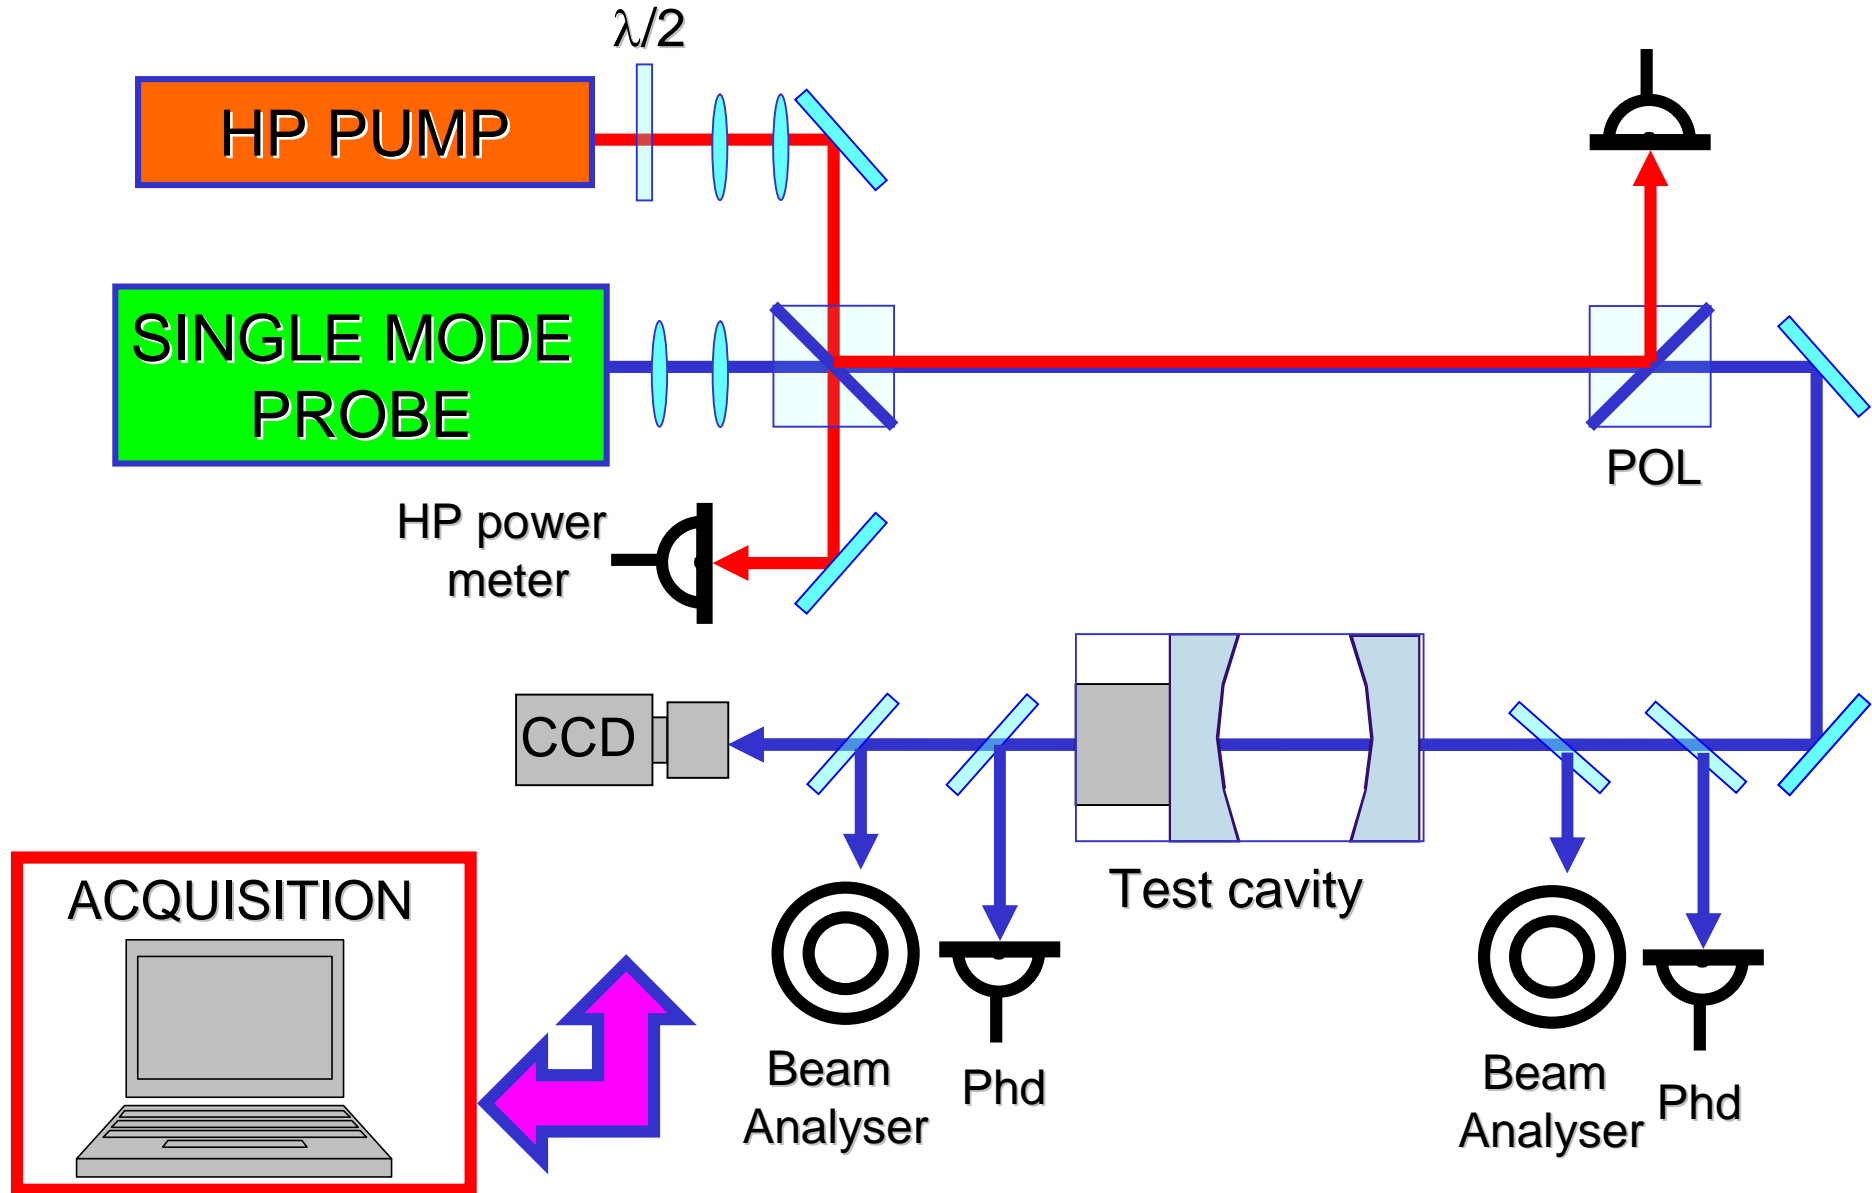 λ/2
HP PUMP
SINGLE MODE
PROBE
POL
HP power
meter
CCD
Test cavity
ACQUISITION
Beam
Analyser
Phd
Beam
Analyser
Phd